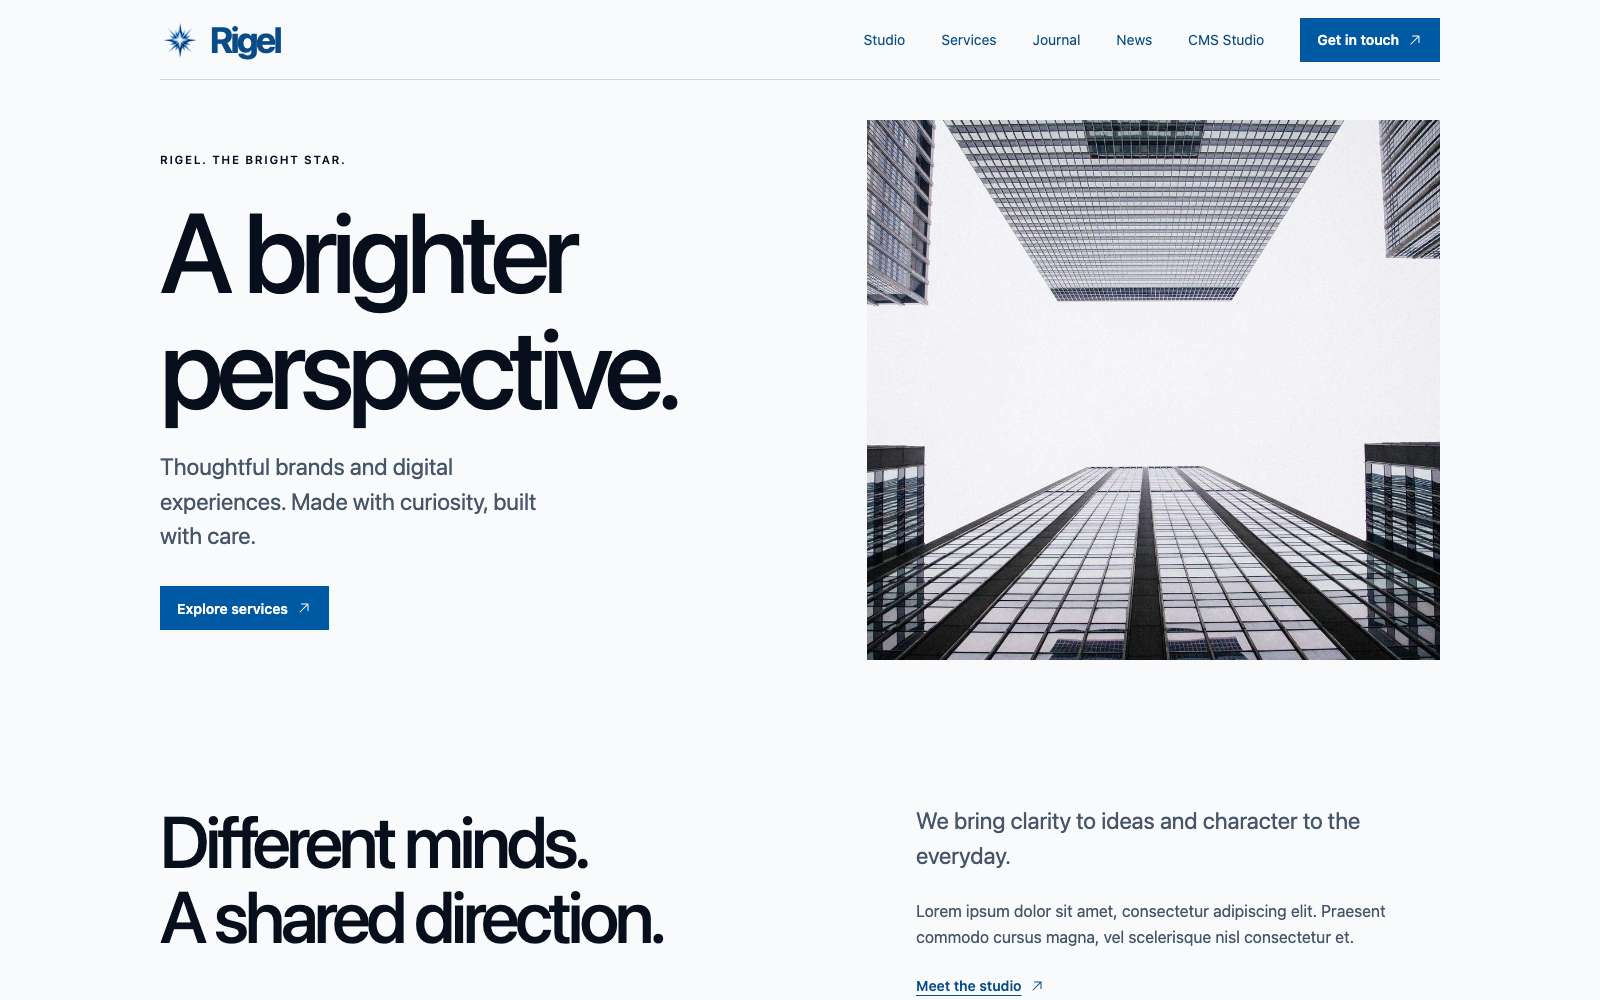 Rigel
Studio
Services
Journal
News
CMS Studio
Get in touch
RIGEL. THE BRIGHT STAR.
A brighter
perspective.
Thoughtful brands and digital
experiences. Made with curiosity, built
with care.
Explore services
Different minds.
A shared direction.
We bring clarity to ideas and character to the
everyday.
Lorem ipsum dolor sit amet, consectetur adipiscing elit. Praesent
commodo cursus magna, vel scelerisque nisl consectetur et.
Meet the studio